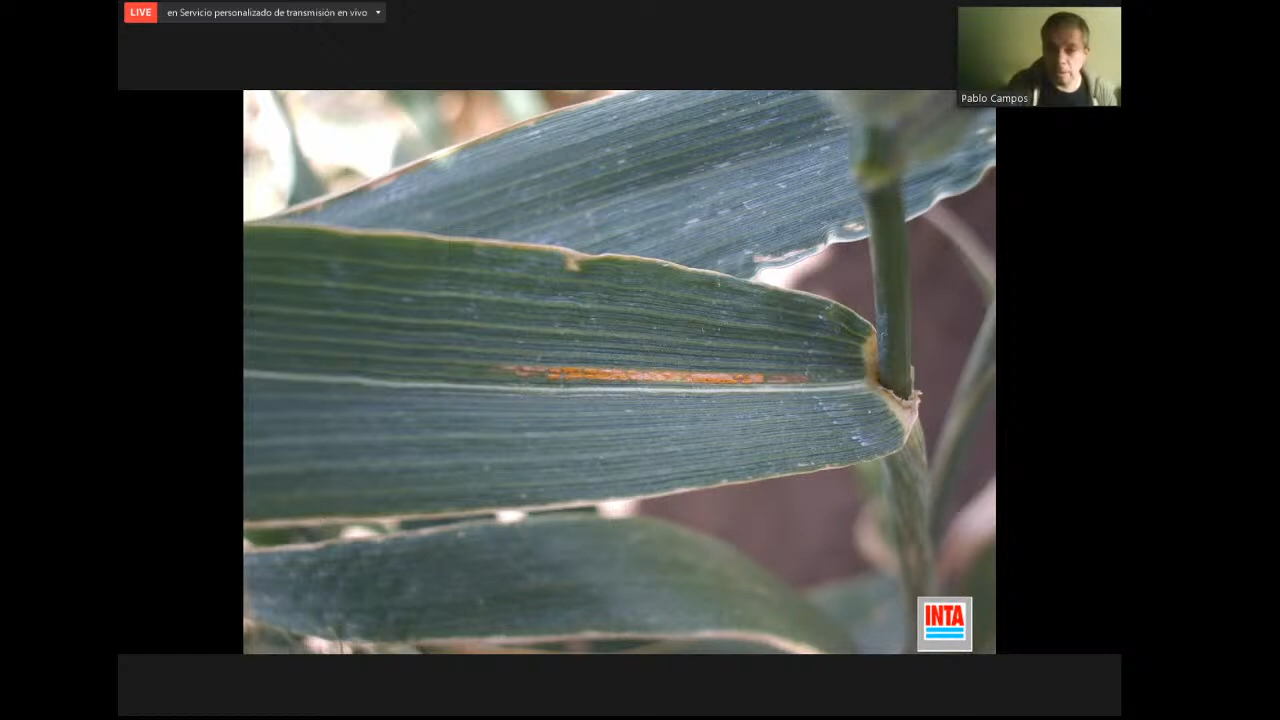 LIVE
en Servicio personalizado de transmisión en vivo
Pablo Campos
INTA